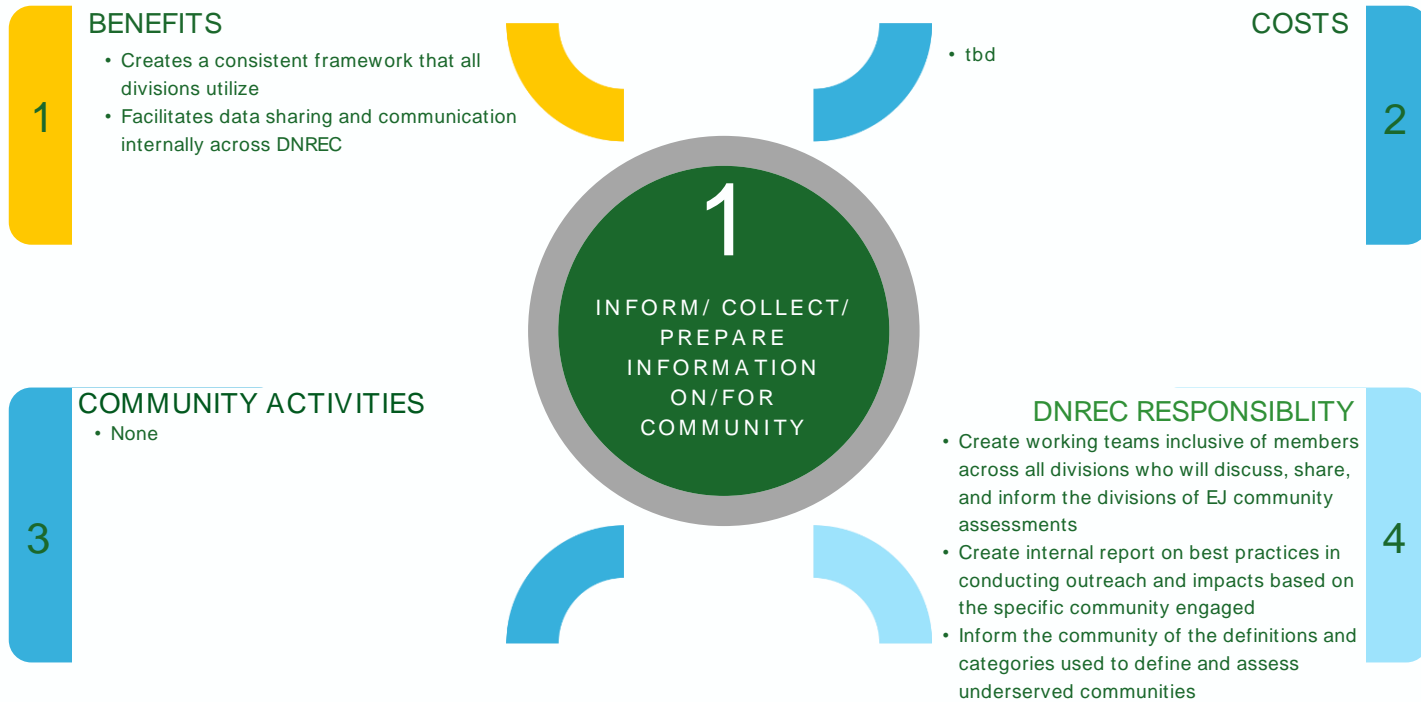 1
BENEFITS
• Creates a consistent framework that all
divisions utilize
• Facilitates data sharing and communication
internally across DNREC
COSTS
• tbd
2
1
INFORM/ COLLECT/
PREPARE
INFORMATION
ON/FOR
COMMUNITY
3
COMMUNITY ACTIVITIES
• None
DNREC RESPONSIBLITY
• Create working teams inclusive of members
across all divisions who will discuss, share,
and inform the divisions of EJ community
assessments
• Create internal report on best practices in
conducting outreach and impacts based on
the specific community engaged
• Inform the community of the definitions and
categories used to define and assess
underserved communities
4